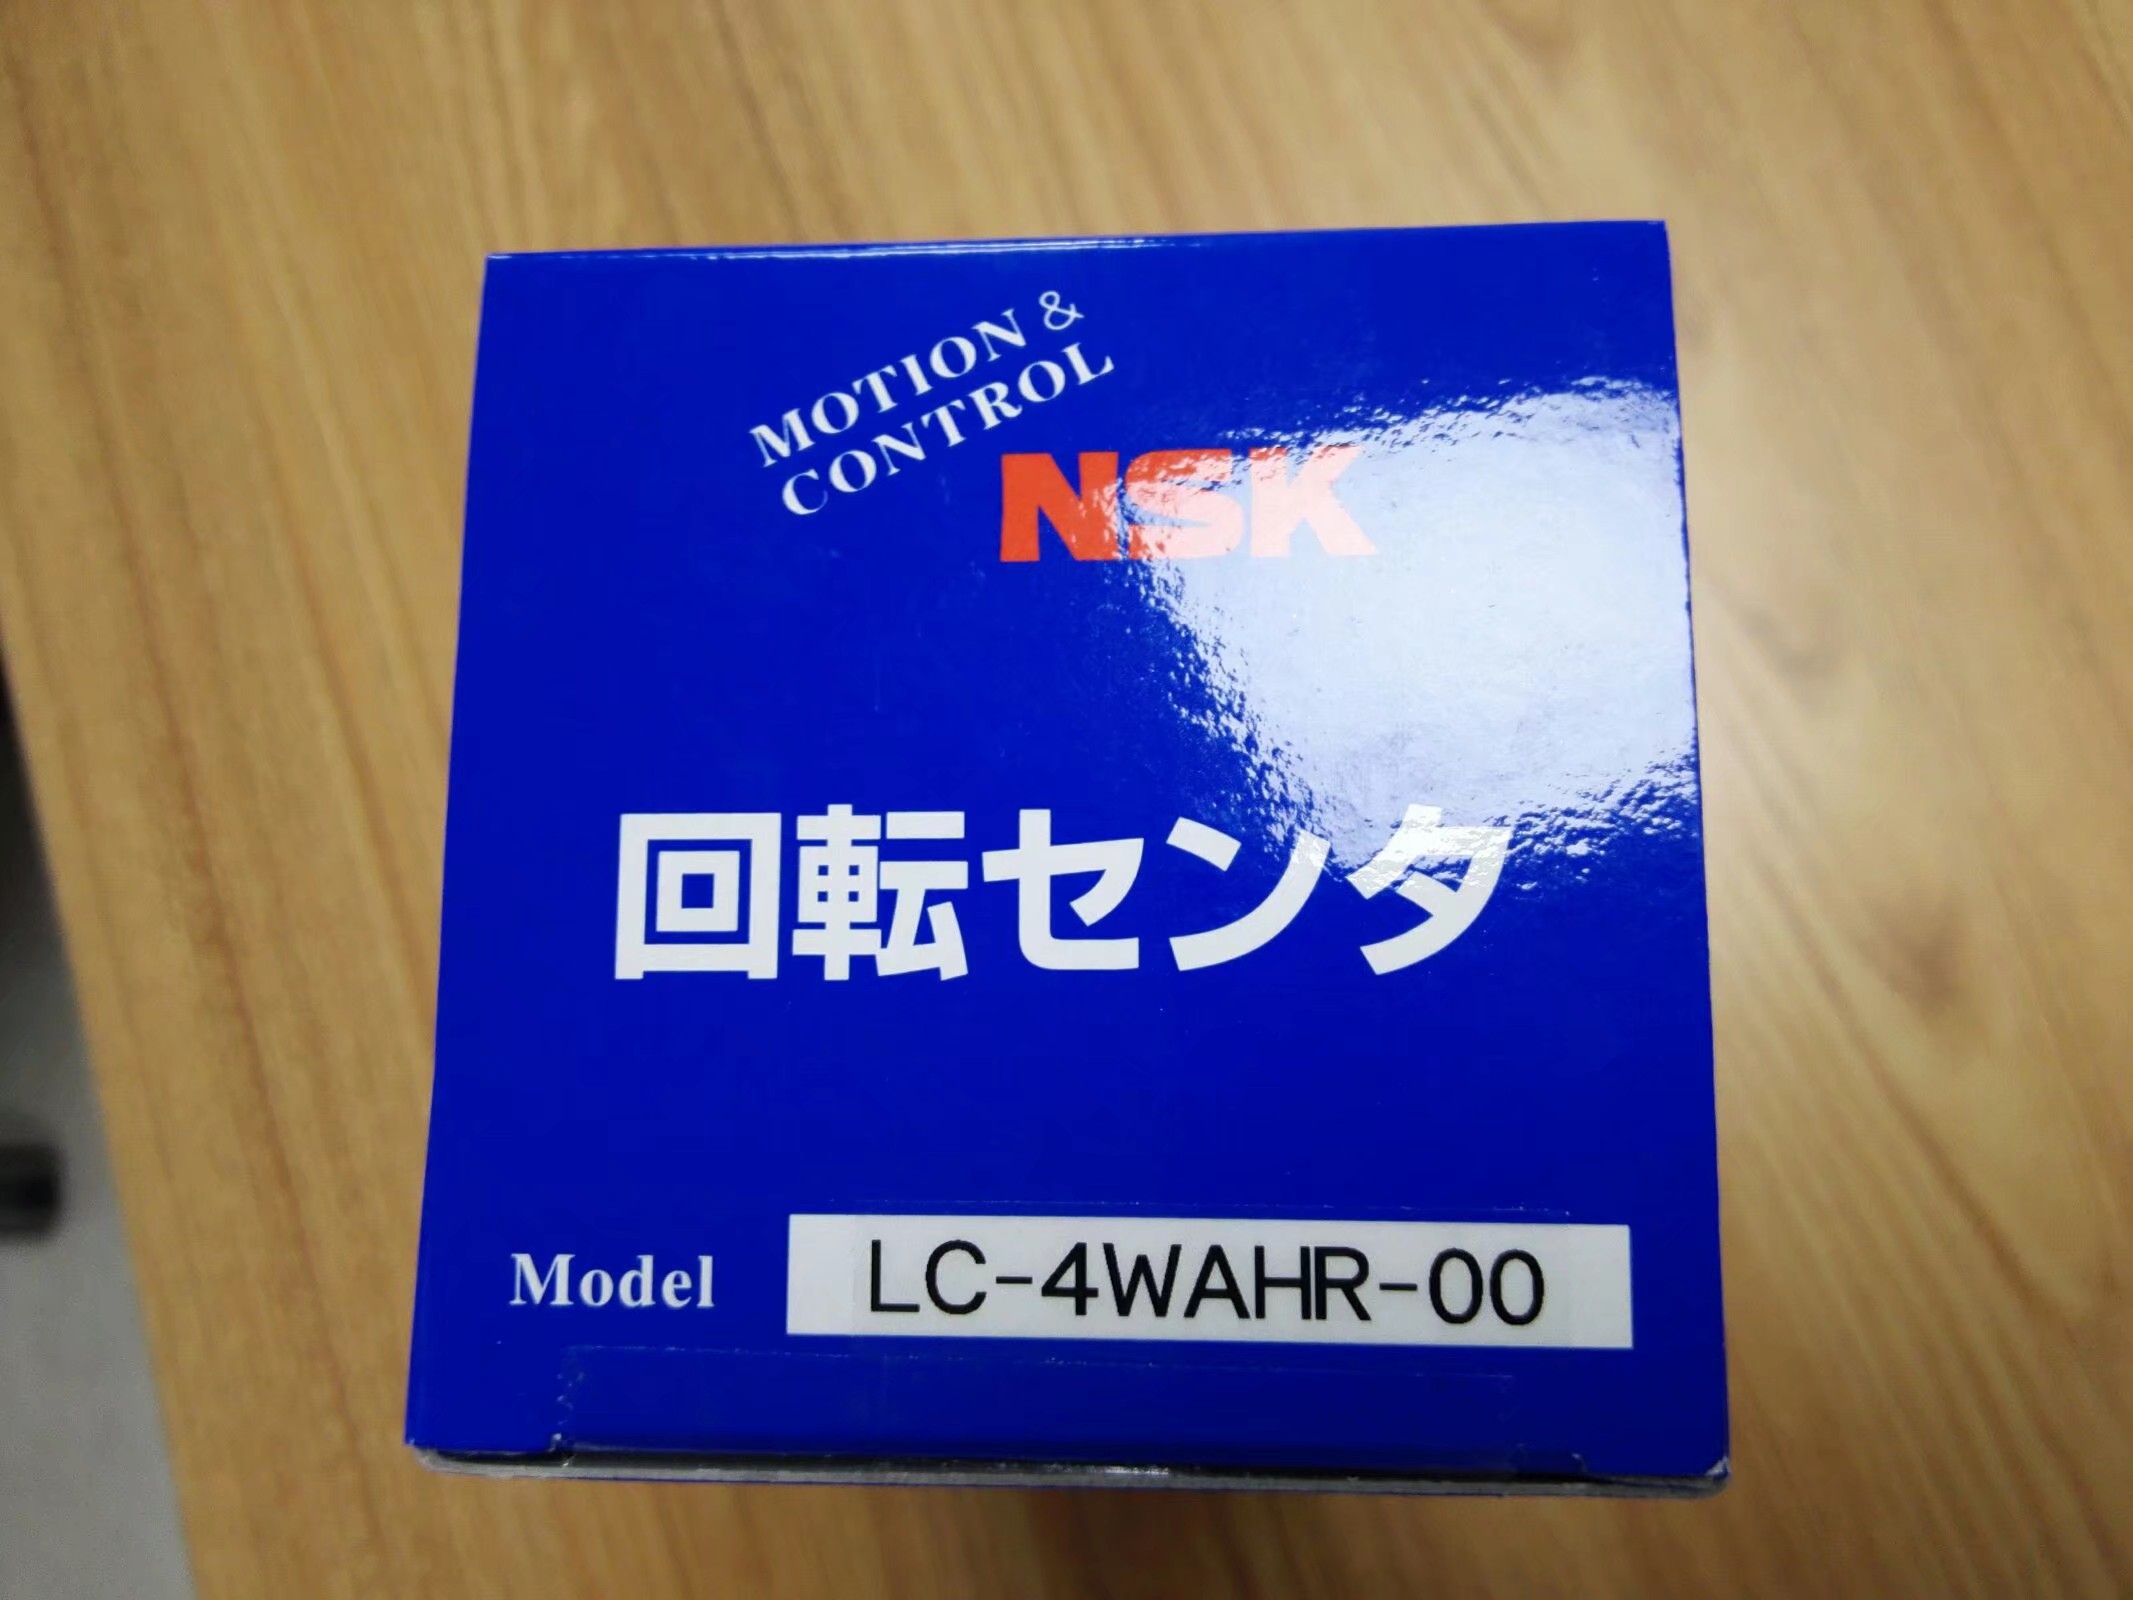 MOTION &
CONTROL
NSK
回転センタ
Model LC-4WAHR-00